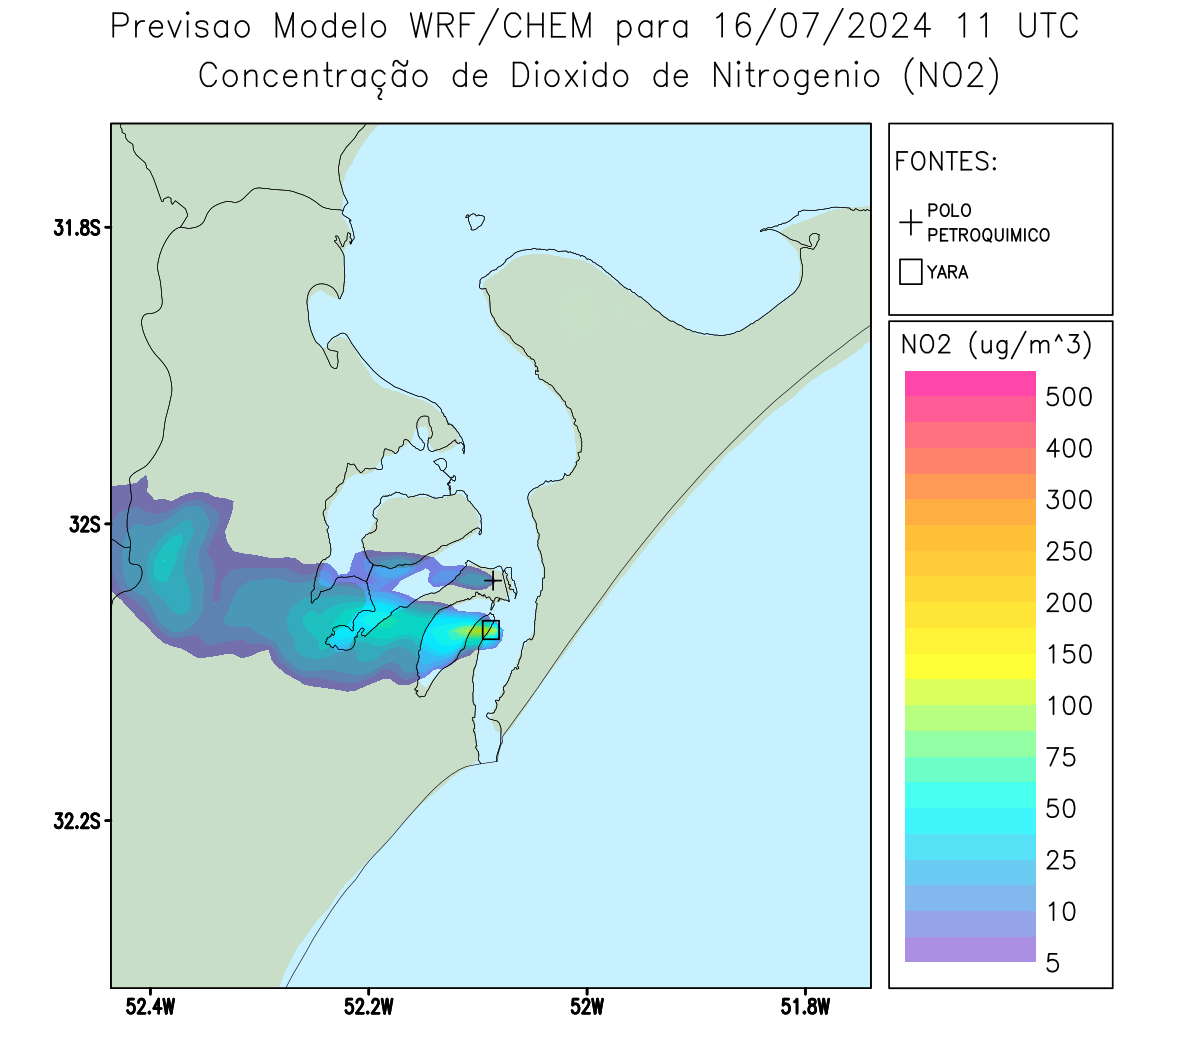 Previsao Modelo WRF/CHEM para 16/07/2024 11 UTC
Concentração de Dioxido de Nitrogenio (NO2)
FONTES:
POLO
PETROQUIMICO
YARA
NO2 (ug/m^3)
500
400
300
250
200
150
100
75
50
25
10
5
31.8S
32S
32.2S
52.4W 52.2W 52W 51.8W